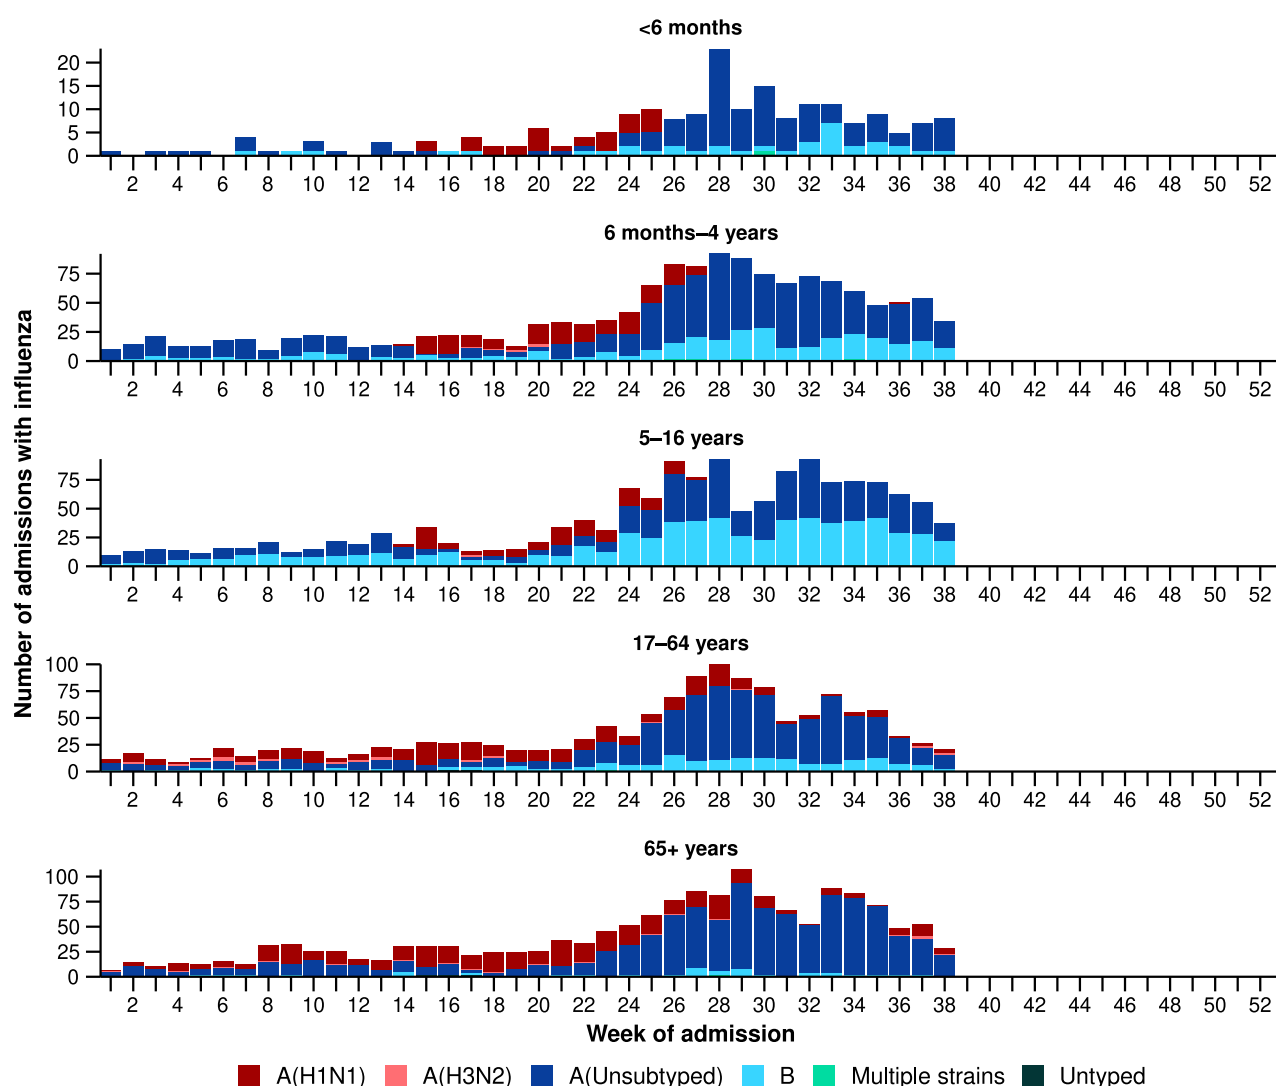 <6 months
20
15
10
5
0
2 4 6 8 10 12 14 16 18 20 22 24 26 28 30 32 34 36 38 40 42 44 46 48 50 52
6 months–4 years
75
50
25
0
2 4 6 8 10 12 14 16 18 20 22 24 26 28 30 32 34 36 38 40 42 44 46 48 50 52
Number of admissions with influenza
5–16 years
75
50
25
0
2 4 6 8 10 12 14 16 18 20 22 24 26 28 30 32 34 36 38 40 42 44 46 48 50 52
17–64 years
100
75
50
25
0
2 4 6 8 10 12 14 16 18 20 22 24 26 28 30 32 34 36 38 40 42 44 46 48 50 52
65+ years
100
75
50
25
0
2 4 6 8 10 12 14 16 18 20 22 24 26 28 30 32 34 36 38 40 42 44 46 48 50 52
Week of admission
A(H1N1) A(H3N2) A(Unsubtyped) B Multiple strains Untyped